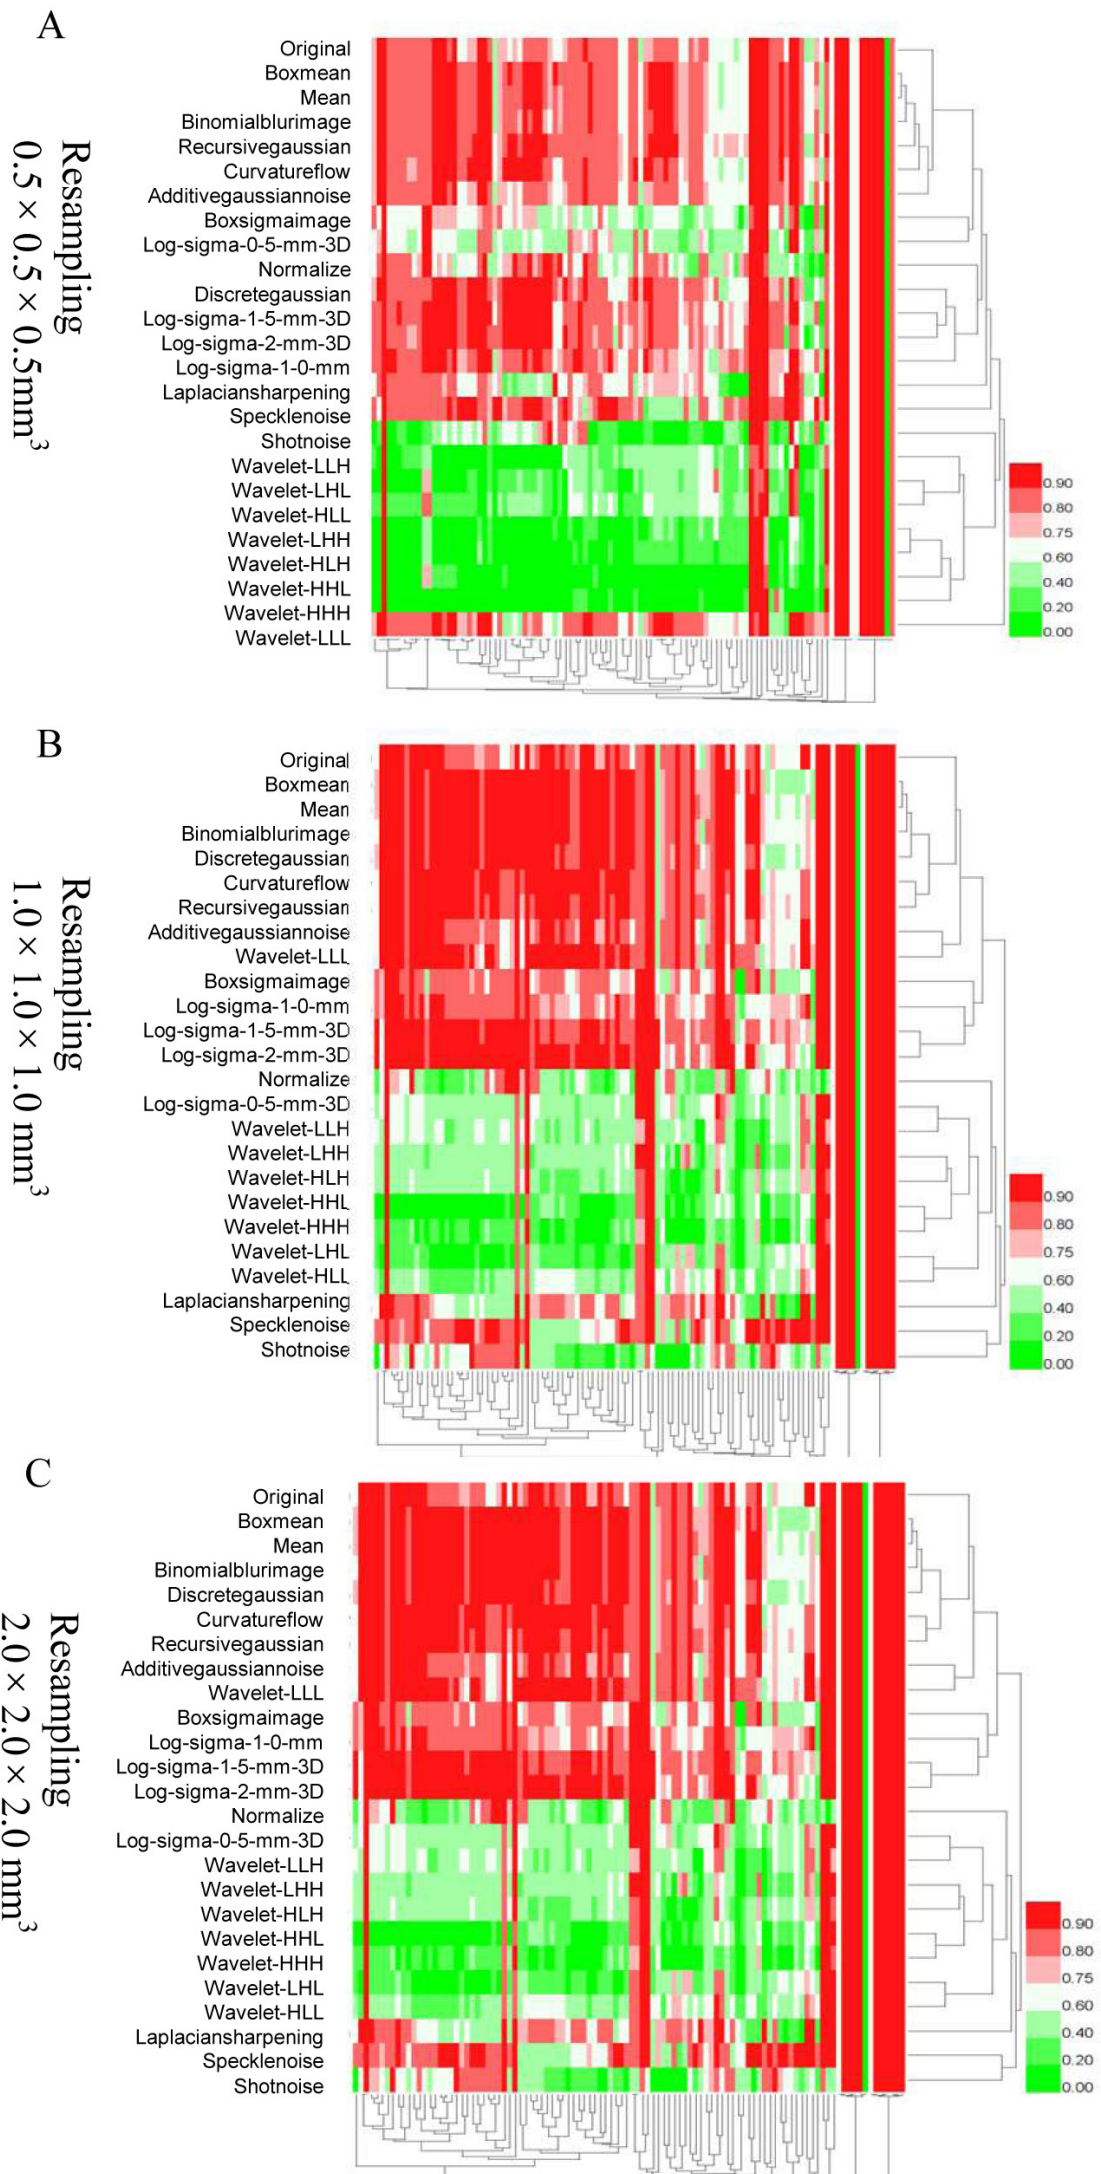 A
Resampling
0.5 × 0.5 × 0.5mm³
Original
Boxmean
Mean
Binomialblurimage
Recursivegaussian
Curvatureflow
Additivegaussiannoise
Boxsigmaimage
Log-sigma-0-5-mm-3D
Normalize
Discretegaussian
Log-sigma-1-5-mm-3D
Log-sigma-2-mm-3D
Log-sigma-1-0-mm
Laplaciansharpening
Specklenoise
Shotnoise
Wavelet-LLH
Wavelet-LHL
Wavelet-HLL
Wavelet-LHH
Wavelet-HLH
Wavelet-HHL
Wavelet-HHH
Wavelet-LLL
0.90
0.80
0.75
0.60
0.40
0.20
0.00
B
Resampling
1.0 × 1.0 × 1.0 mm³
Original
Boxmean
Mean
Binomialblurimage
Discretegaussian
Curvatureflow
Recursivegaussian
Additivegaussiannoise
Wavelet-LLL
Boxsigmaimage
Log-sigma-1-0-mm
Log-sigma-1-5-mm-3D
Log-sigma-2-mm-3D
Normalize
Log-sigma-0-5-mm-3D
Wavelet-LLH
Wavelet-LHH
Wavelet-HLH
Wavelet-HHL
Wavelet-HHH
Wavelet-LHL
Wavelet-HLL
Laplaciansharpening
Specklenoise
Shotnoise
0.90
0.80
0.75
0.60
0.40
0.20
0.00
C
Resampling
2.0 × 2.0 × 2.0 mm³
Original
Boxmean
Mean
Binomialblurimage
Discretegaussian
Curvatureflow
Recursivegaussian
Additivegaussiannoise
Wavelet-LLL
Boxsigmaimage
Log-sigma-1-0-mm
Log-sigma-1-5-mm-3D
Log-sigma-2-mm-3D
Normalize
Log-sigma-0-5-mm-3D
Wavelet-LLH
Wavelet-LHH
Wavelet-HLH
Wavelet-HHL
Wavelet-HHH
Wavelet-LHL
Wavelet-HLL
Laplaciansharpening
Specklenoise
Shotnoise
0.90
0.80
0.75
0.60
0.40
0.20
0.00